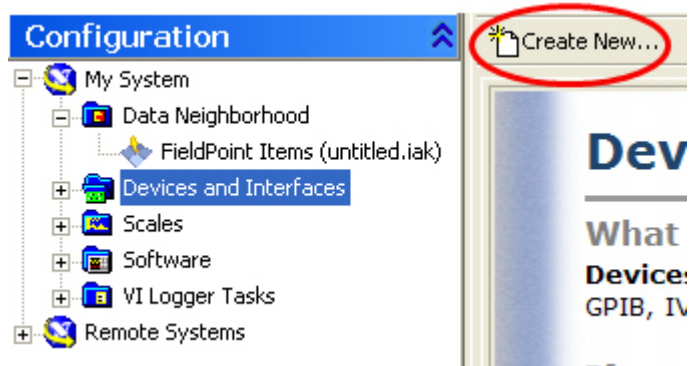 Configuration
My System
Data Neighborhood
FieldPoint Items (untitled.iak)
Devices and Interfaces
Scales
Software
VI Logger Tasks
Remote Systems
Create New...
Dev
What
Devices
GPIB, IV